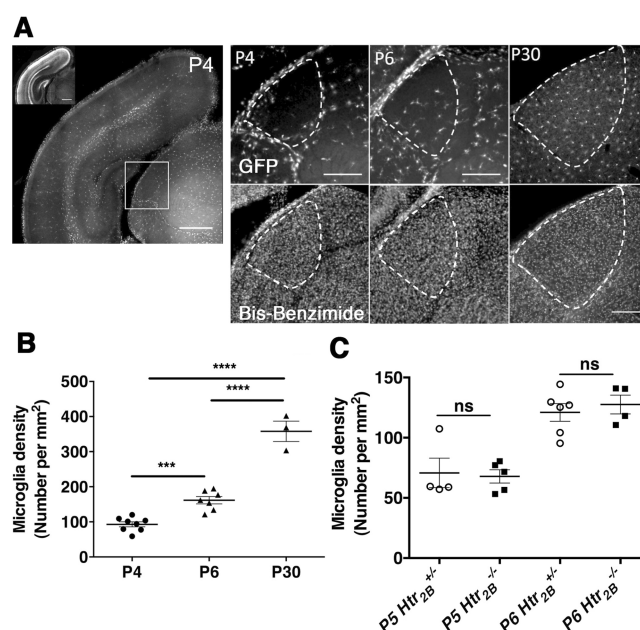 A
P4
P4
P6
P30
GFP
Bis-Benzimide
B
Microglia density
(Number per mm²)
500
400
300
200
100
0
****
****
***
P4
P6
P30
C
Microglia density
(Number per mm²)
150
100
50
0
ns
ns
P5 Htr2B+/-
P5 Htr2B-/-
P6 Htr2B+/-
P6 Htr2B-/-